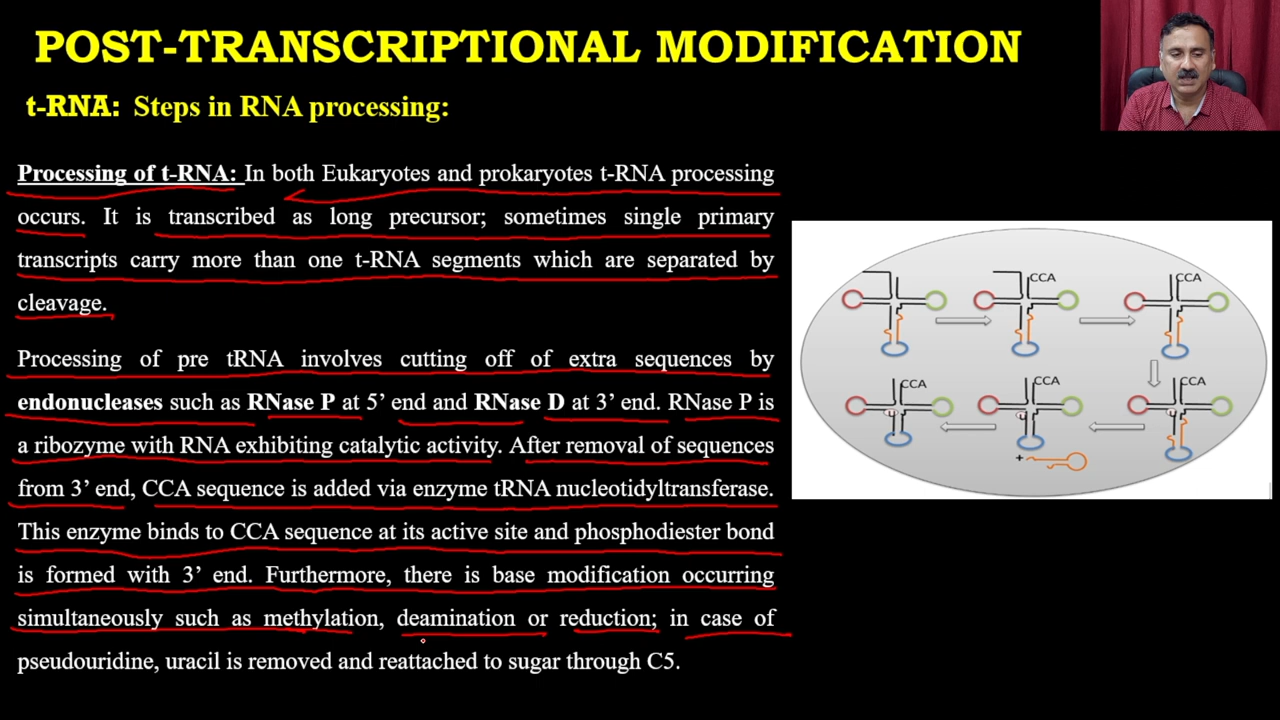 POST-TRANSCRIPTIONAL MODIFICATION
t-RNA: Steps in RNA processing:
Processing of t-RNA: In both Eukaryotes and prokaryotes t-RNA processing
occurs. It is transcribed as long precursor; sometimes single primary
transcripts carry more than one t-RNA segments which are separated by
cleavage.
Processing of pre tRNA involves cutting off of extra sequences by
endonucleases such as RNase P at 5’ end and RNase D at 3’ end. RNase P is
a ribozyme with RNA exhibiting catalytic activity. After removal of sequences
from 3’ end, CCA sequence is added via enzyme tRNA nucleotidyltransferase.
This enzyme binds to CCA sequence at its active site and phosphodiester bond
is formed with 3’ end. Furthermore, there is base modification occurring
simultaneously such as methylation, deamination or reduction; in case of
pseudouridine, uracil is removed and reattached to sugar through C5.
CCA CCA
CCA CCA CCA
+